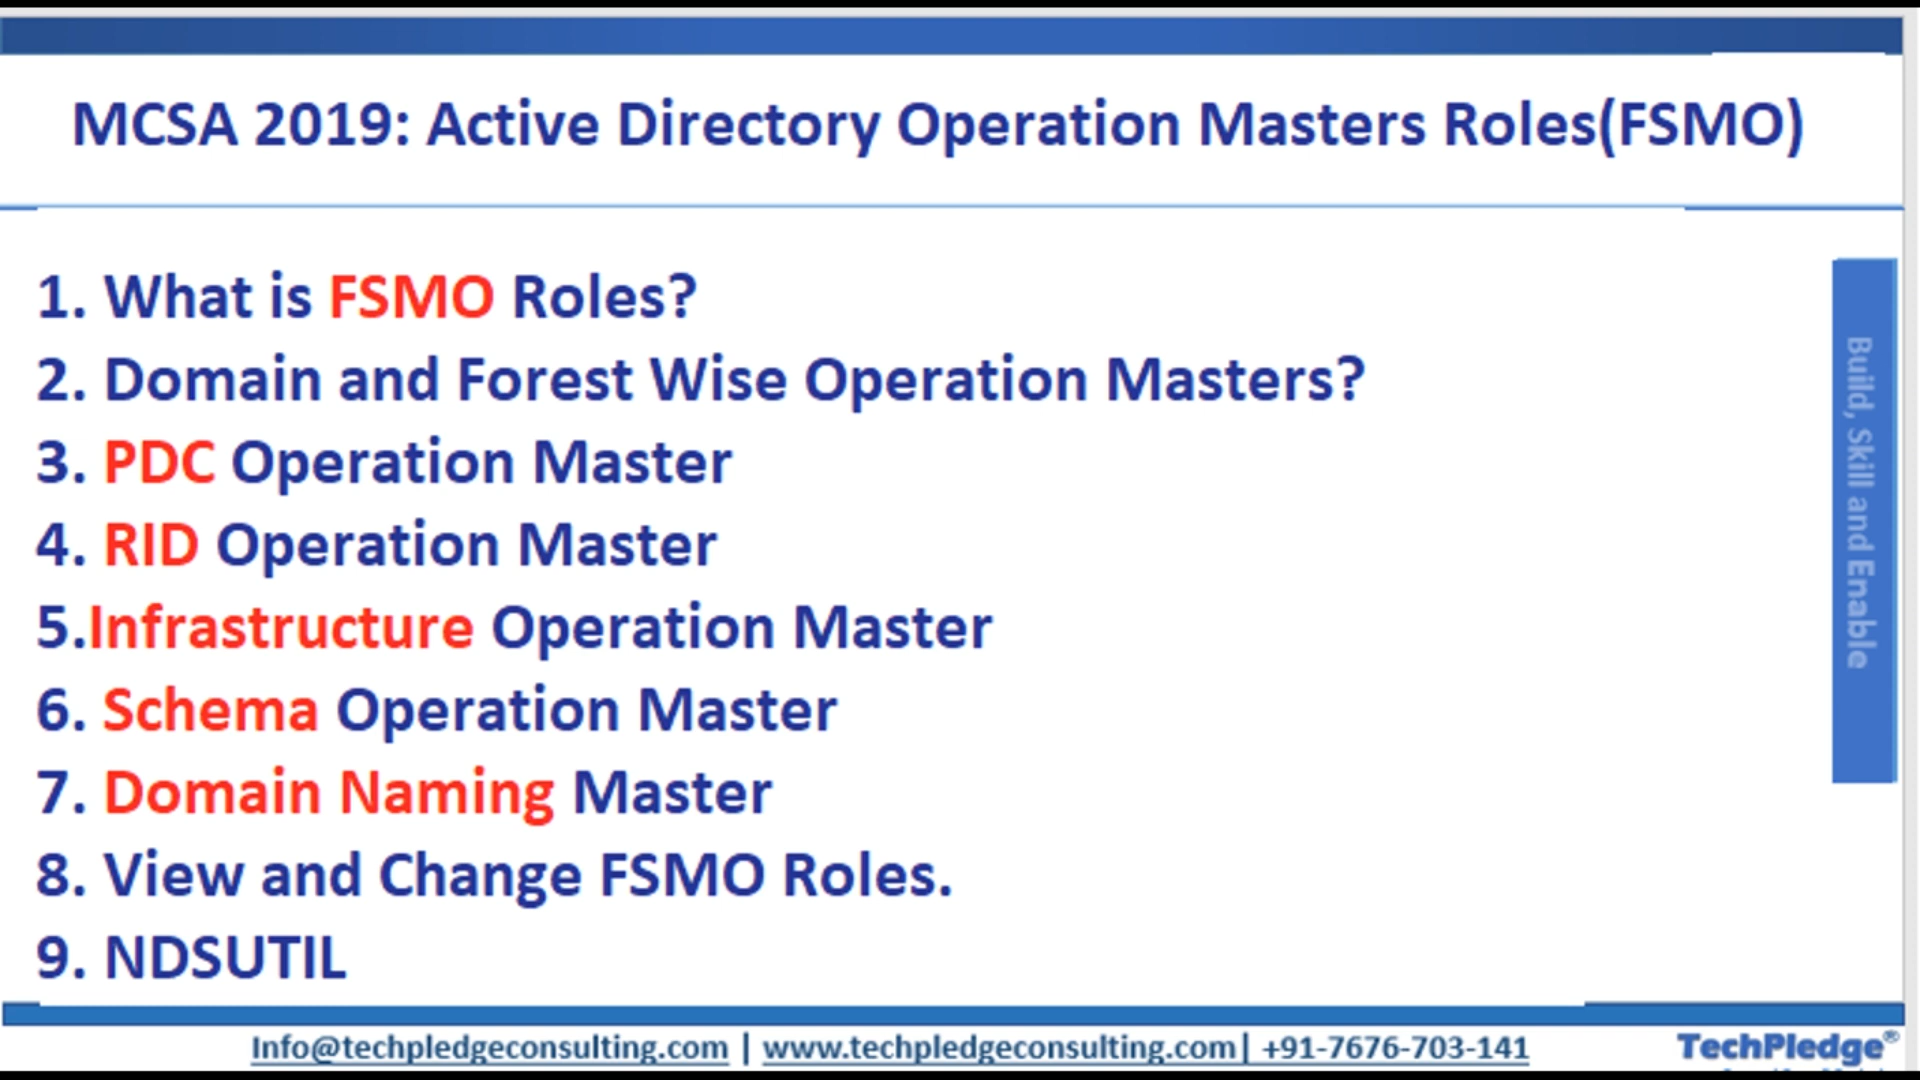 MCSA 2019: Active Directory Operation Masters Roles(FSMO)
1. What is FSMO Roles?
2. Domain and Forest Wise Operation Masters?
3. PDC Operation Master
4. RID Operation Master
5.Infrastructure Operation Master
6. Schema Operation Master
7. Domain Naming Master
8. View and Change FSMO Roles.
9. NDSUTIL
Build, Skill and Enable
Info@techpledgeconsulting.com | www.techpledgeconsulting.com| +91-7676-703-141
TechPledge®